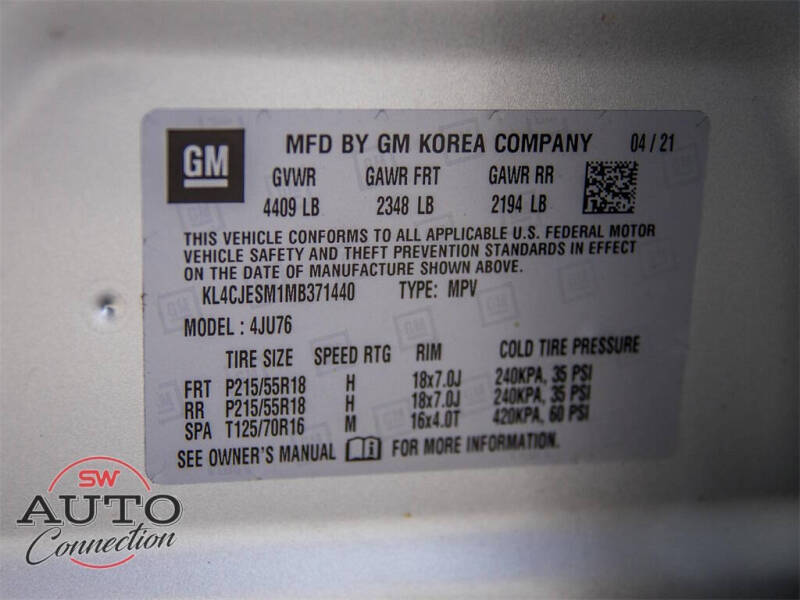 GM
MFD BY GM KOREA COMPANY 04 / 21
GVWR GAWR FRT GAWR RR
4409 LB 2348 LB 2194 LB
THIS VEHICLE CONFORMS TO ALL APPLICABLE U.S. FEDERAL MOTOR
VEHICLE SAFETY AND THEFT PREVENTION STANDARDS IN EFFECT
ON THE DATE OF MANUFACTURE SHOWN ABOVE.
KL4CJESM1MB371440 TYPE: MPV
MODEL : 4JU76
TIRE SIZE SPEED RTG RIM COLD TIRE PRESSURE
FRT P215/55R18 H 18x7.0J 240KPA, 35 PSI
RR P215/55R18 H 18x7.0J 240KPA, 35 PSI
SPA T125/70R16 M 16x4.0T 420KPA, 60 PSI
SEE OWNER'S MANUAL FOR MORE INFORMATION.
SW
AUTO
Connection